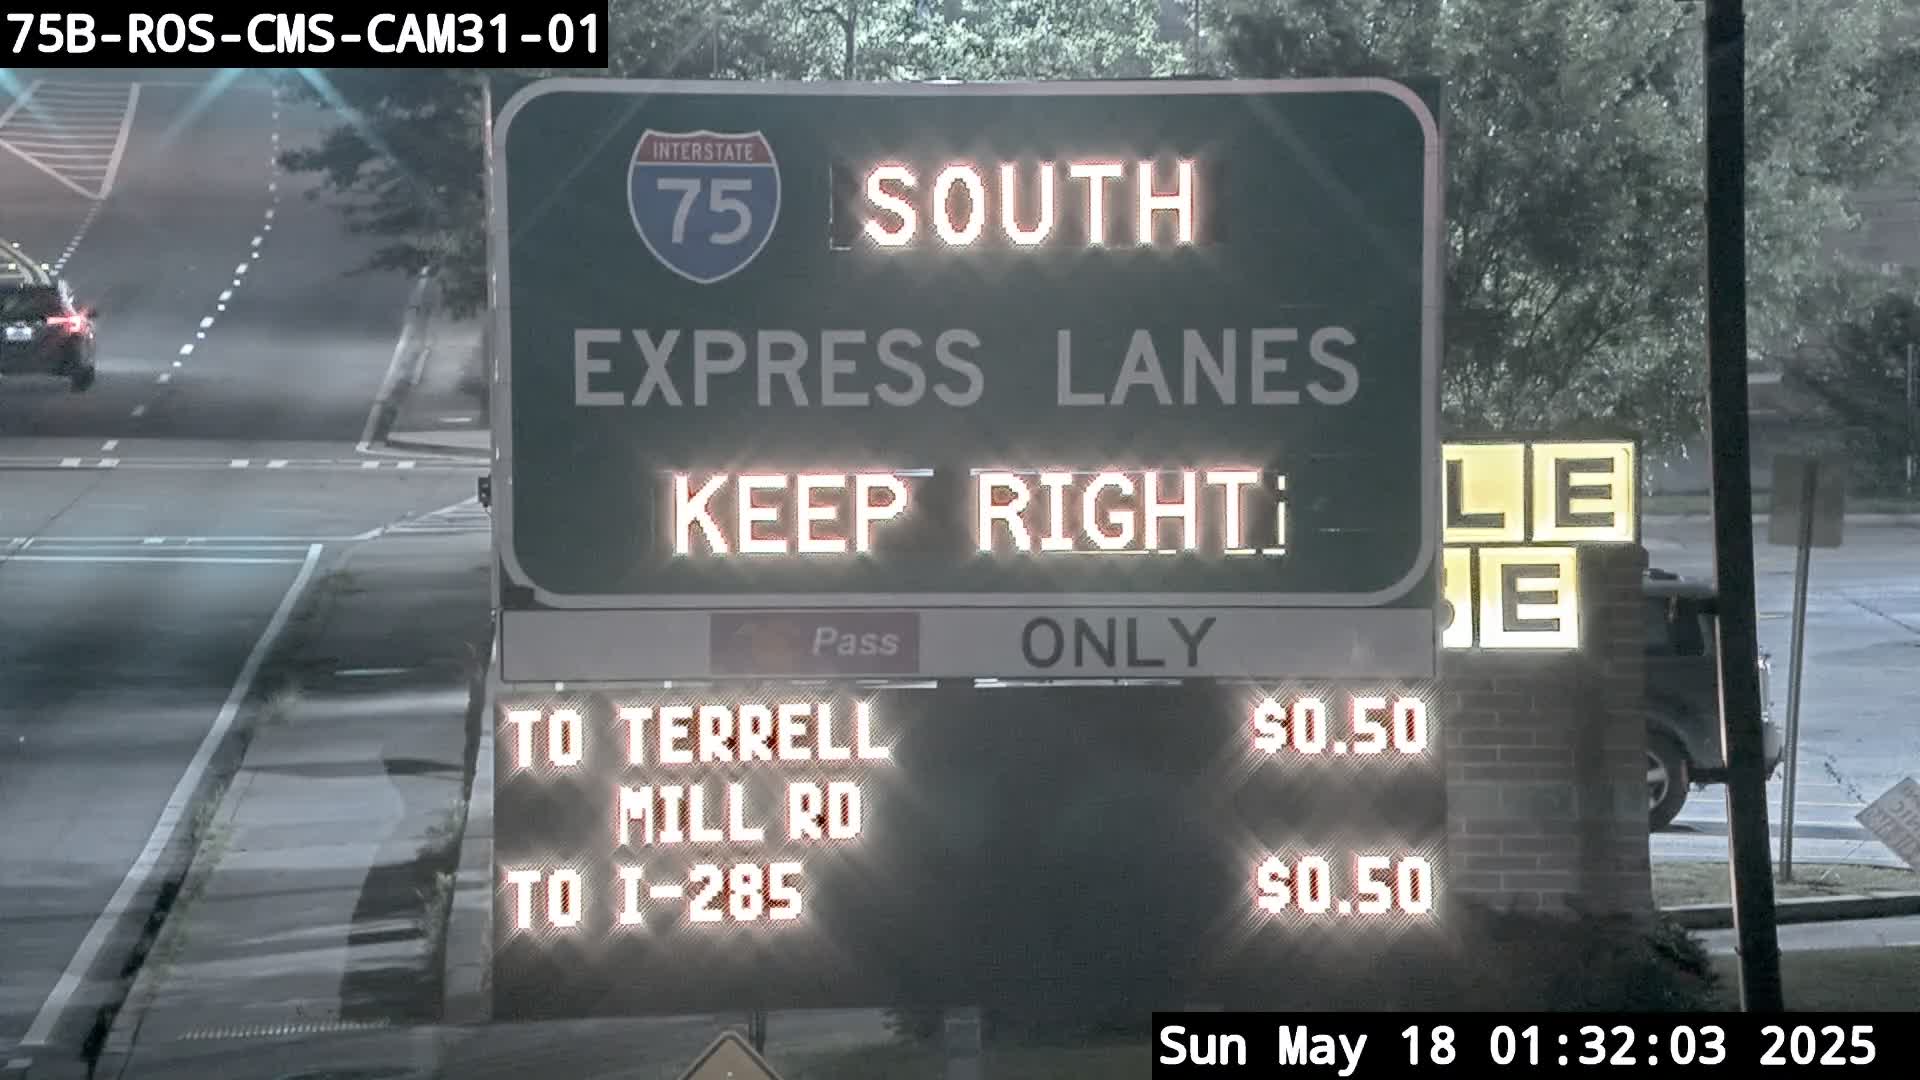 75B-ROS-CMS-CAM31-01
INTERSTATE
75
SOUTH
EXPRESS LANES
KEEP RIGHT
Pass ONLY
TO TERRELL $0.50
MILL RD
TO I-285 $0.50
LE
E
Sun May 18 01:32:03 2025